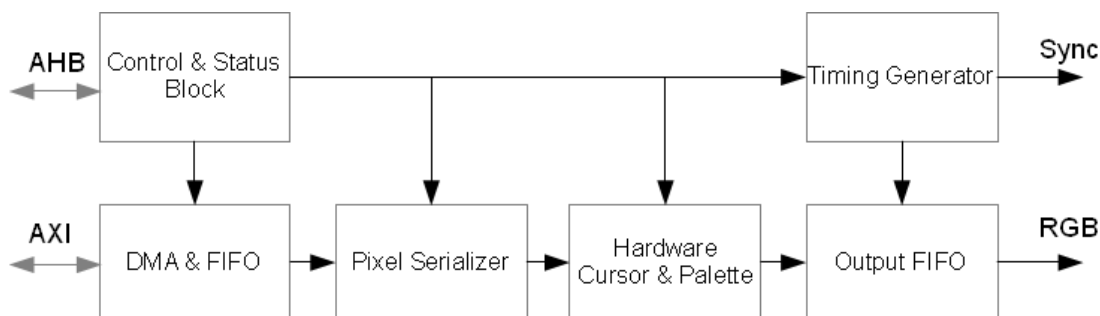 AHB
Control & Status
Block
Timing Generator
Sync
AXI
DMA & FIFO
Pixel Serializer
Hardware
Cursor & Palette
Output FIFO
RGB